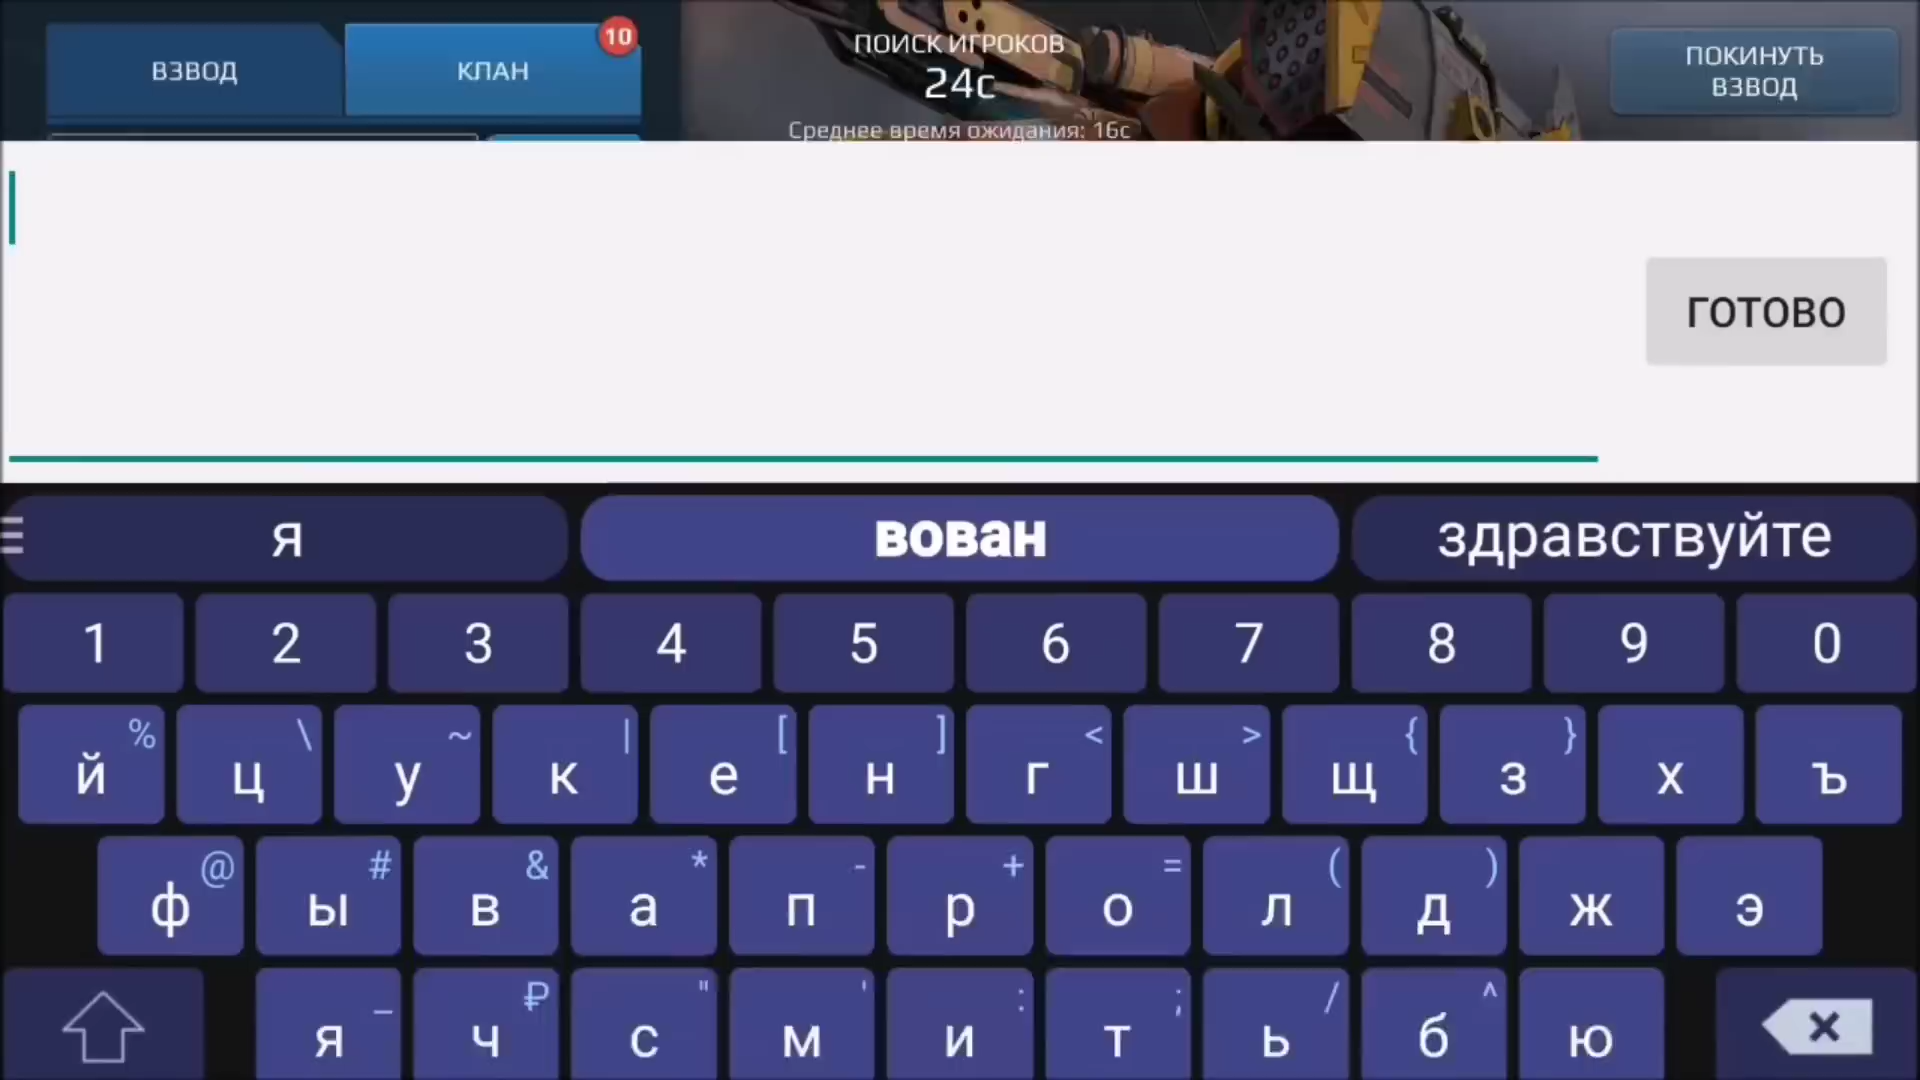 ВЗВОД
КЛАН
10
ПОИСК ИГРОКОВ
24с
Среднее время ожидания: 16с
ПОКИНУТЬ
ВЗВОД
ГОТОВО
я вован здравствуйте
1 2 3 4 5 6 7 8 9 0
% \ ~ | [ ] < > { }
й ц у к е н г ш щ з х ъ
@ # & * - + = ( )
ф ы в а п р о л д ж э
_ ₽ " ' : ; / ^
я ч с м и т ь б ю